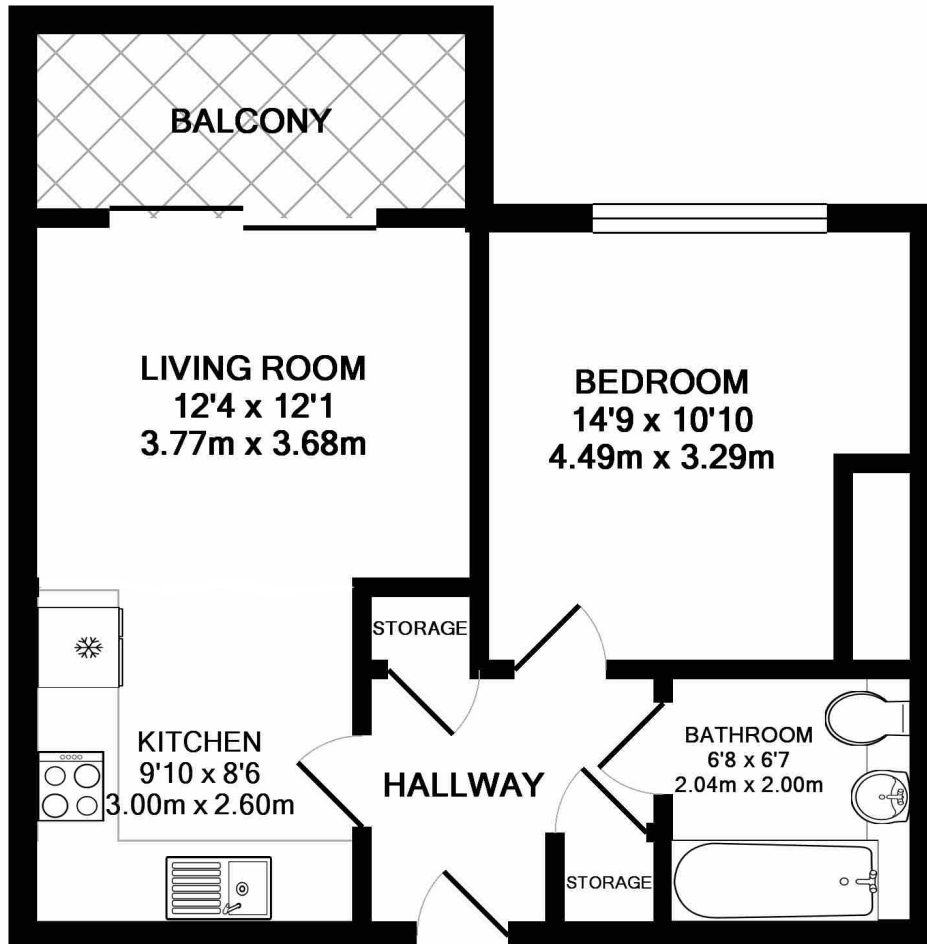 BALCONY
LIVING ROOM
12'4 x 12'1
3.77m x 3.68m
BEDROOM
14'9 x 10'10
4.49m x 3.29m
STORAGE
KITCHEN
9'10 x 8'6
3.00m x 2.60m
HALLWAY
BATHROOM
6'8 x 6'7
2.04m x 2.00m
STORAGE